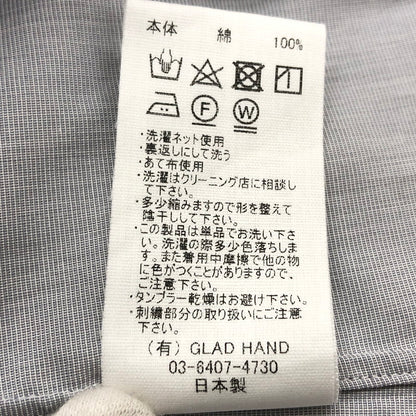 本体 綿 100%
F W
・洗濯ネット使用
・裏返しにして洗う
・あて布使用
・洗濯はクリーニング店に相談し
て下さい。
・多少縮みますので形を整えて
陰干しして下さい。
・この製品は単品でお洗い下さ
い。洗濯の際多少色落ちしま
す。また着用中摩擦で他の物
に色がつくことがありますので、
ご注意下さい。
・タンブラー乾燥はお避け下さい。
・刺繍部分の取り扱いにご注意
下さい。
(有) GLAD HAND
03-6407-4730
日本製